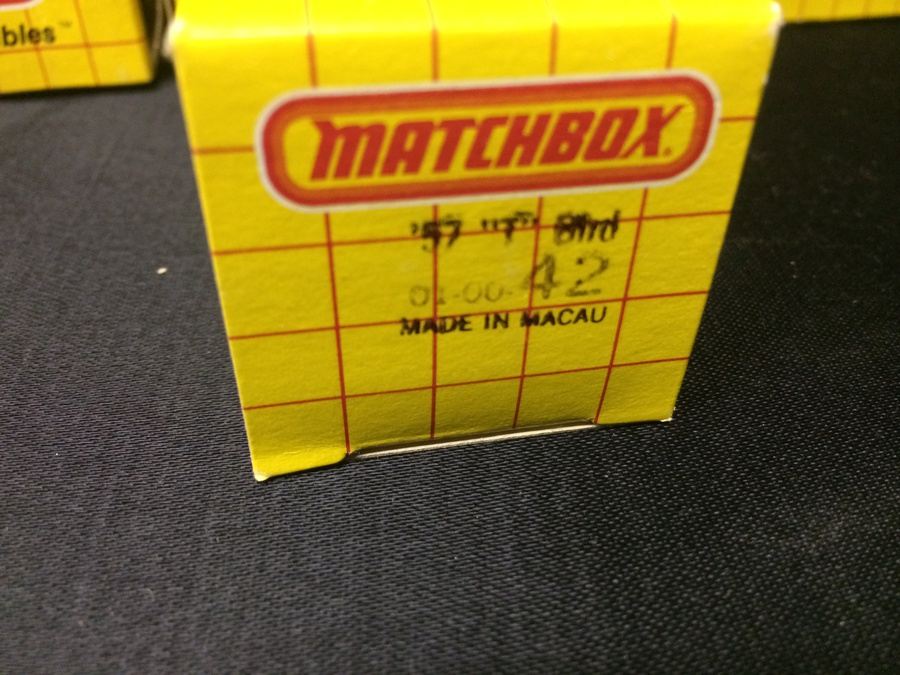 bles™
MATCHBOX®
'57 "T" Bird
01-00-42
MADE IN MACAU